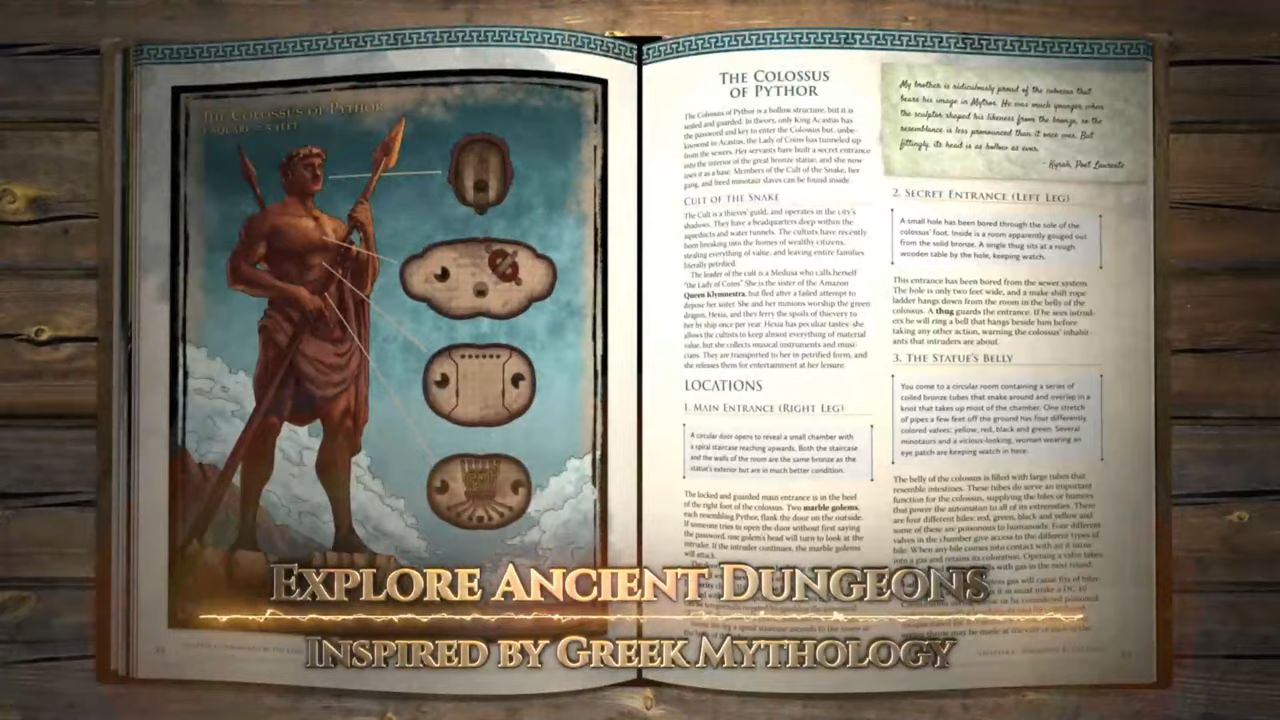 THE COLOSSUS OF PYTHOR
1 SQUARE = 5 FEET
THE COLOSSUS
OF PYTHOR
The Colossus of Pythor is a hollow structure, but it is
sealed and guarded. In theory, only King Acastus has
the password and key to enter the Colossus but, unbe-
knownst to Acastus, the Lady of Coins has tunneled up
from the sewers. Her servants have built a secret entrance
into the interior of the great bronze statue, and she now
uses it as a base. Members of the Cult of the Snake, her
gang, and freed minotaur slaves can be found inside.
CULT OF THE SNAKE
The Cult is a thieves' guild, and operates in the city's
shadows. They have a headquarters deep within the
aqueducts and water tunnels. The cultists have recently
been breaking into the homes of wealthy citizens,
stealing everything of value, and leaving entire families
literally petrified.
The leader of the cult is a Medusa who calls herself
"the Lady of Coins" She is the sister of the Amazon
Queen Klymnestra, but fled after a failed attempt to
depose her sister. She and her minions worship the green
dragon, Hexia, and they ferry the spoils of thievery to
her by ship once per year. Hexia has peculiar tastes: she
allows the cultists to keep almost everything of material
value, but she collects musical instruments and musi-
cians. They are transported to her in petrified form, and
she releases them for entertainment at her leisure.
LOCATIONS
1. MAIN ENTRANCE (RIGHT LEG)
A circular door opens to reveal a small chamber with
a spiral staircase reaching upwards. Both the staircase
and the walls of the room are the same bronze as the
statue's exterior but are in much better condition.
The locked and guarded main entrance is in the heel
of the right foot of the colossus. Two marble golems,
each resembling Pythor, flank the door on the outside.
If someone tries to open the door without first saying
the password, one golem's head will turn to look at the
intruder. If the intruder continues, the marble golems
will attack.
My brother is ridiculously proud of the colossus that
bears his image in Mytros. He was much younger when
the sculptor shaped his likeness from the bronze, so the
resemblance is less pronounced than it once was. But
fittingly, its head is as hollow as ever.
- Kyrah, Poet Laureate
2. SECRET ENTRANCE (LEFT LEG)
A small hole has been bored through the sole of the
colossus' foot. Inside is a room apparently gouged out
from the solid bronze. A single thug sits at a rough
wooden table by the hole, keeping watch.
This entrance has been bored from the sewer system.
The hole is only two feet wide, and a make shift rope
ladder hangs down from the room in the belly of the
colossus. A thug guards the entrance. If he sees intrud-
ers he will ring a bell that hangs beside him before
taking any other action, warning the colossus' inhabit-
ants that intruders are about.
3. THE STATUE'S BELLY
You come to a circular room containing a series of
coiled bronze tubes that make around and overlap in a
knot that takes up most of the chamber. One stretch
of pipes a few feet off the ground has four differently
colored valves: yellow, red, black and green. Several
minotaurs and a vicious-looking, woman wearing an
eye patch are keeping watch in here.
The belly of the colossus is filled with large tubes that
resemble intestines. These tubes do serve an important
function for the colossus, supplying the biles or humors
that power the automaton to all of its extremities. There
are four different biles: red, green, black and yellow and
some of these are poisonous to humanoids. Four different
valves in the chamber give access to the different types of
bile. When any bile comes into contact with air it turns
into a gas and retains its coloration. Opening a valve
EXPLORE ANCIENT DUNGEONS
INSPIRED BY GREEK MYTHOLOGY